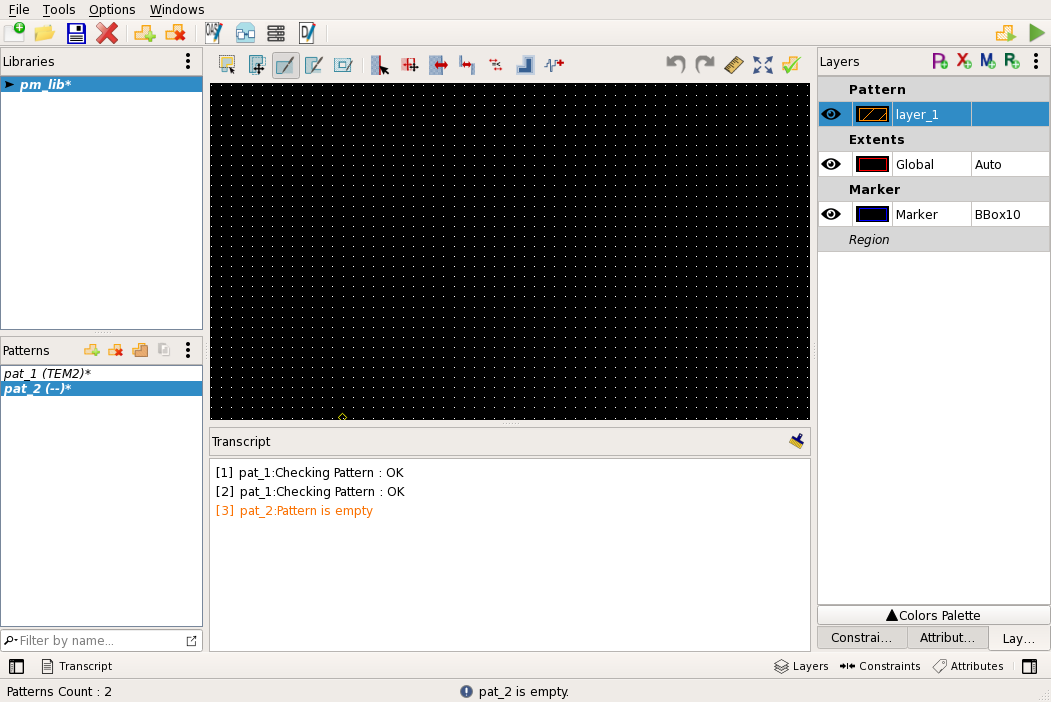 File Tools Options Windows
Libraries
pm_lib*
Patterns
pat_1 (TEM2)*
pat_2 (--)*
Filter by name...
Transcript
[1] pat_1:Checking Pattern : OK
[2] pat_1:Checking Pattern : OK
[3] pat_2:Pattern is empty
Layers
Pattern
layer_1
Extents
Global Auto
Marker
Marker BBox10
Region
Colors Palette
Constrai... Attribut... Lay...
Transcript
Layers Constraints Attributes
Patterns Count : 2
pat_2 is empty.